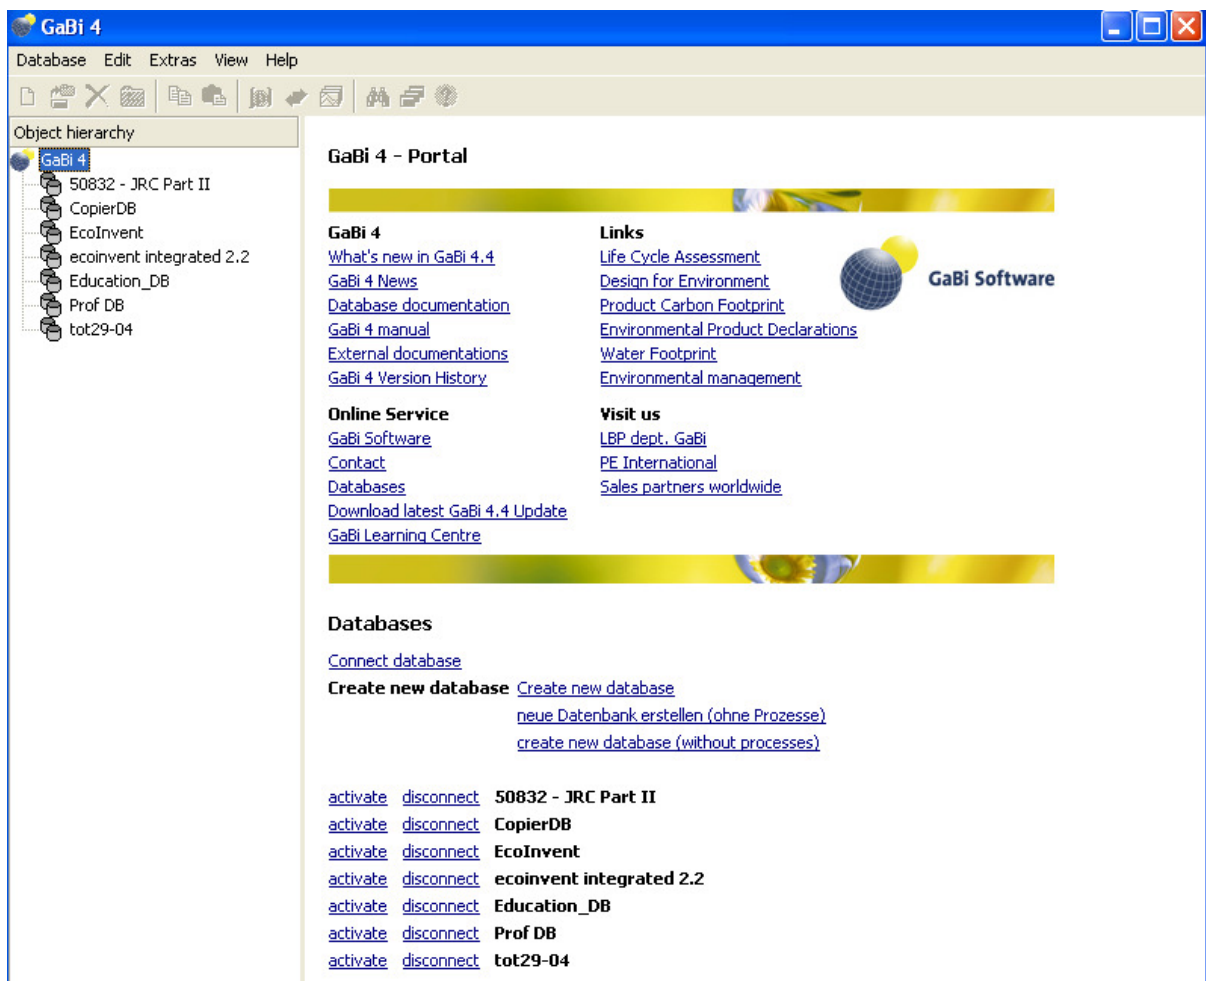 GaBi 4
Database Edit Extras View Help
Object hierarchy
GaBi 4
50832 - JRC Part II
CopierDB
EcoInvent
ecoinvent integrated 2.2
Education_DB
Prof DB
tot29-04
GaBi 4 - Portal
GaBi 4
What's new in GaBi 4.4
GaBi 4 News
Database documentation
GaBi 4 manual
External documentations
GaBi 4 Version History
Links
Life Cycle Assessment
Design for Environment
Product Carbon Footprint
Environmental Product Declarations
Water Footprint
Environmental management
GaBi Software
Online Service
GaBi Software
Contact
Databases
Download latest GaBi 4.4 Update
GaBi Learning Centre
Visit us
LBP dept. GaBi
PE International
Sales partners worldwide
Databases
Connect database
Create new database Create new database
neue Datenbank erstellen (ohne Prozesse)
create new database (without processes)
activate disconnect 50832 - JRC Part II
activate disconnect CopierDB
activate disconnect EcoInvent
activate disconnect ecoinvent integrated 2.2
activate disconnect Education_DB
activate disconnect Prof DB
activate disconnect tot29-04